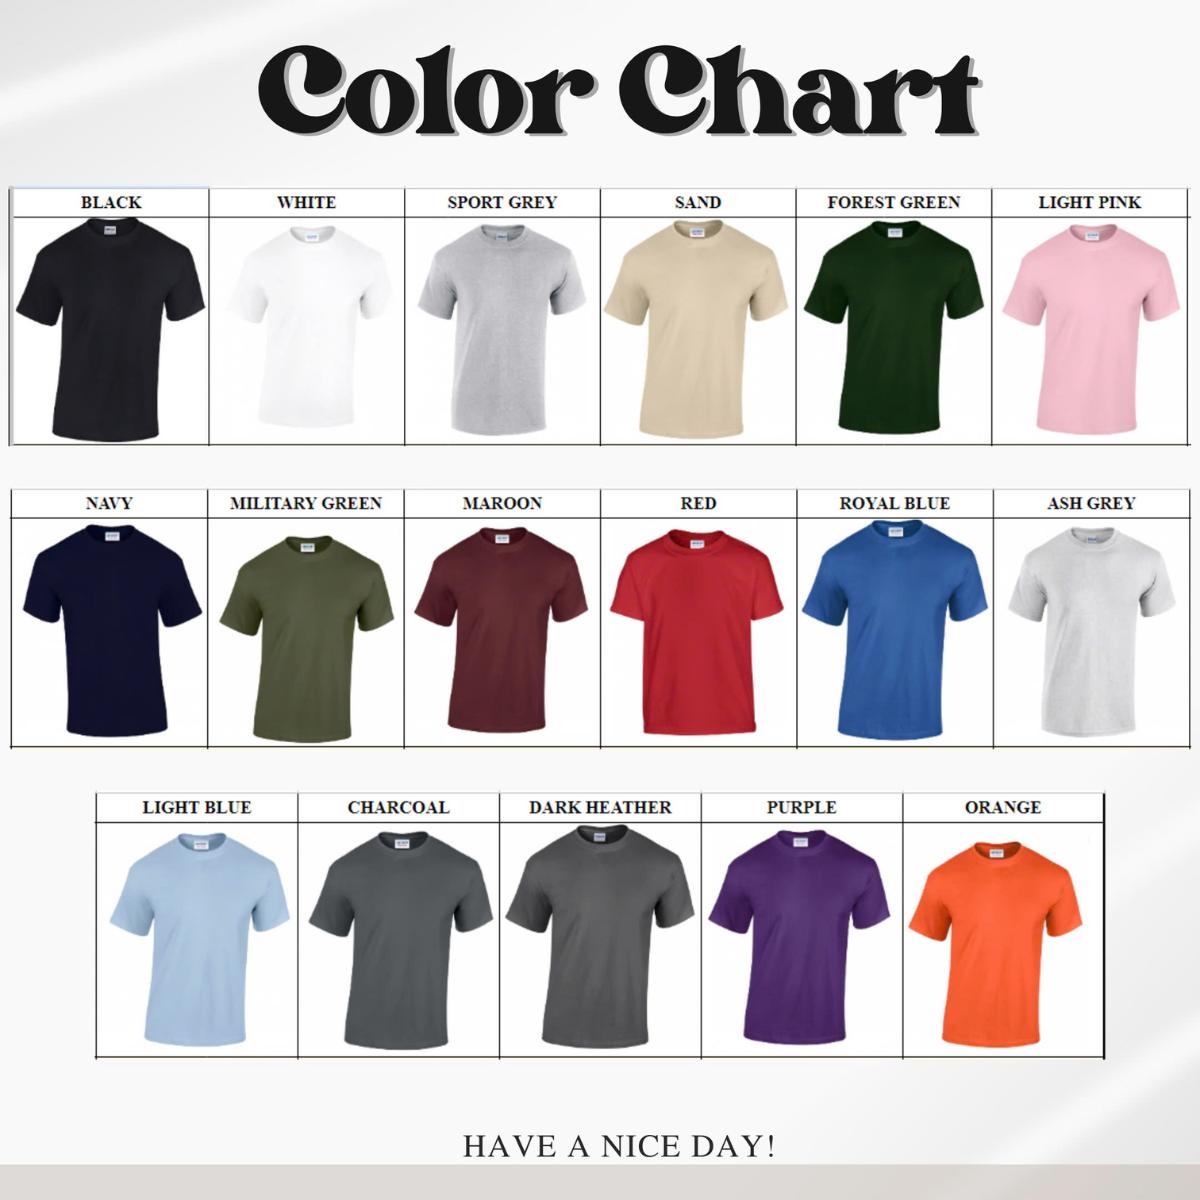 Color Chart
BLACK WHITE SPORT GREY SAND FOREST GREEN LIGHT PINK
NAVY MILITARY GREEN MAROON RED ROYAL BLUE ASH GREY
LIGHT BLUE CHARCOAL DARK HEATHER PURPLE ORANGE
HAVE A NICE DAY!